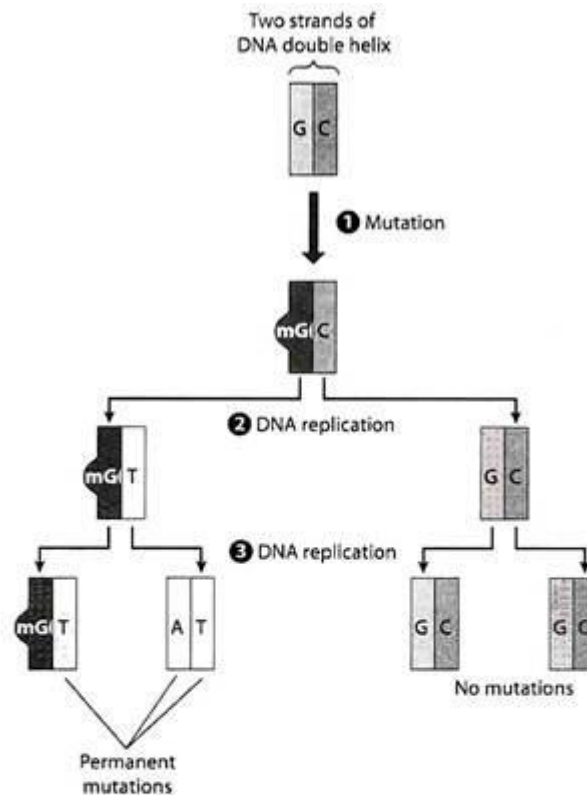 Two strands of
DNA double helix
G C
1 Mutation
mG C
2 DNA replication
mG T
G C
3 DNA replication
mG T
A T
G C
G C
No mutations
Permanent
mutations